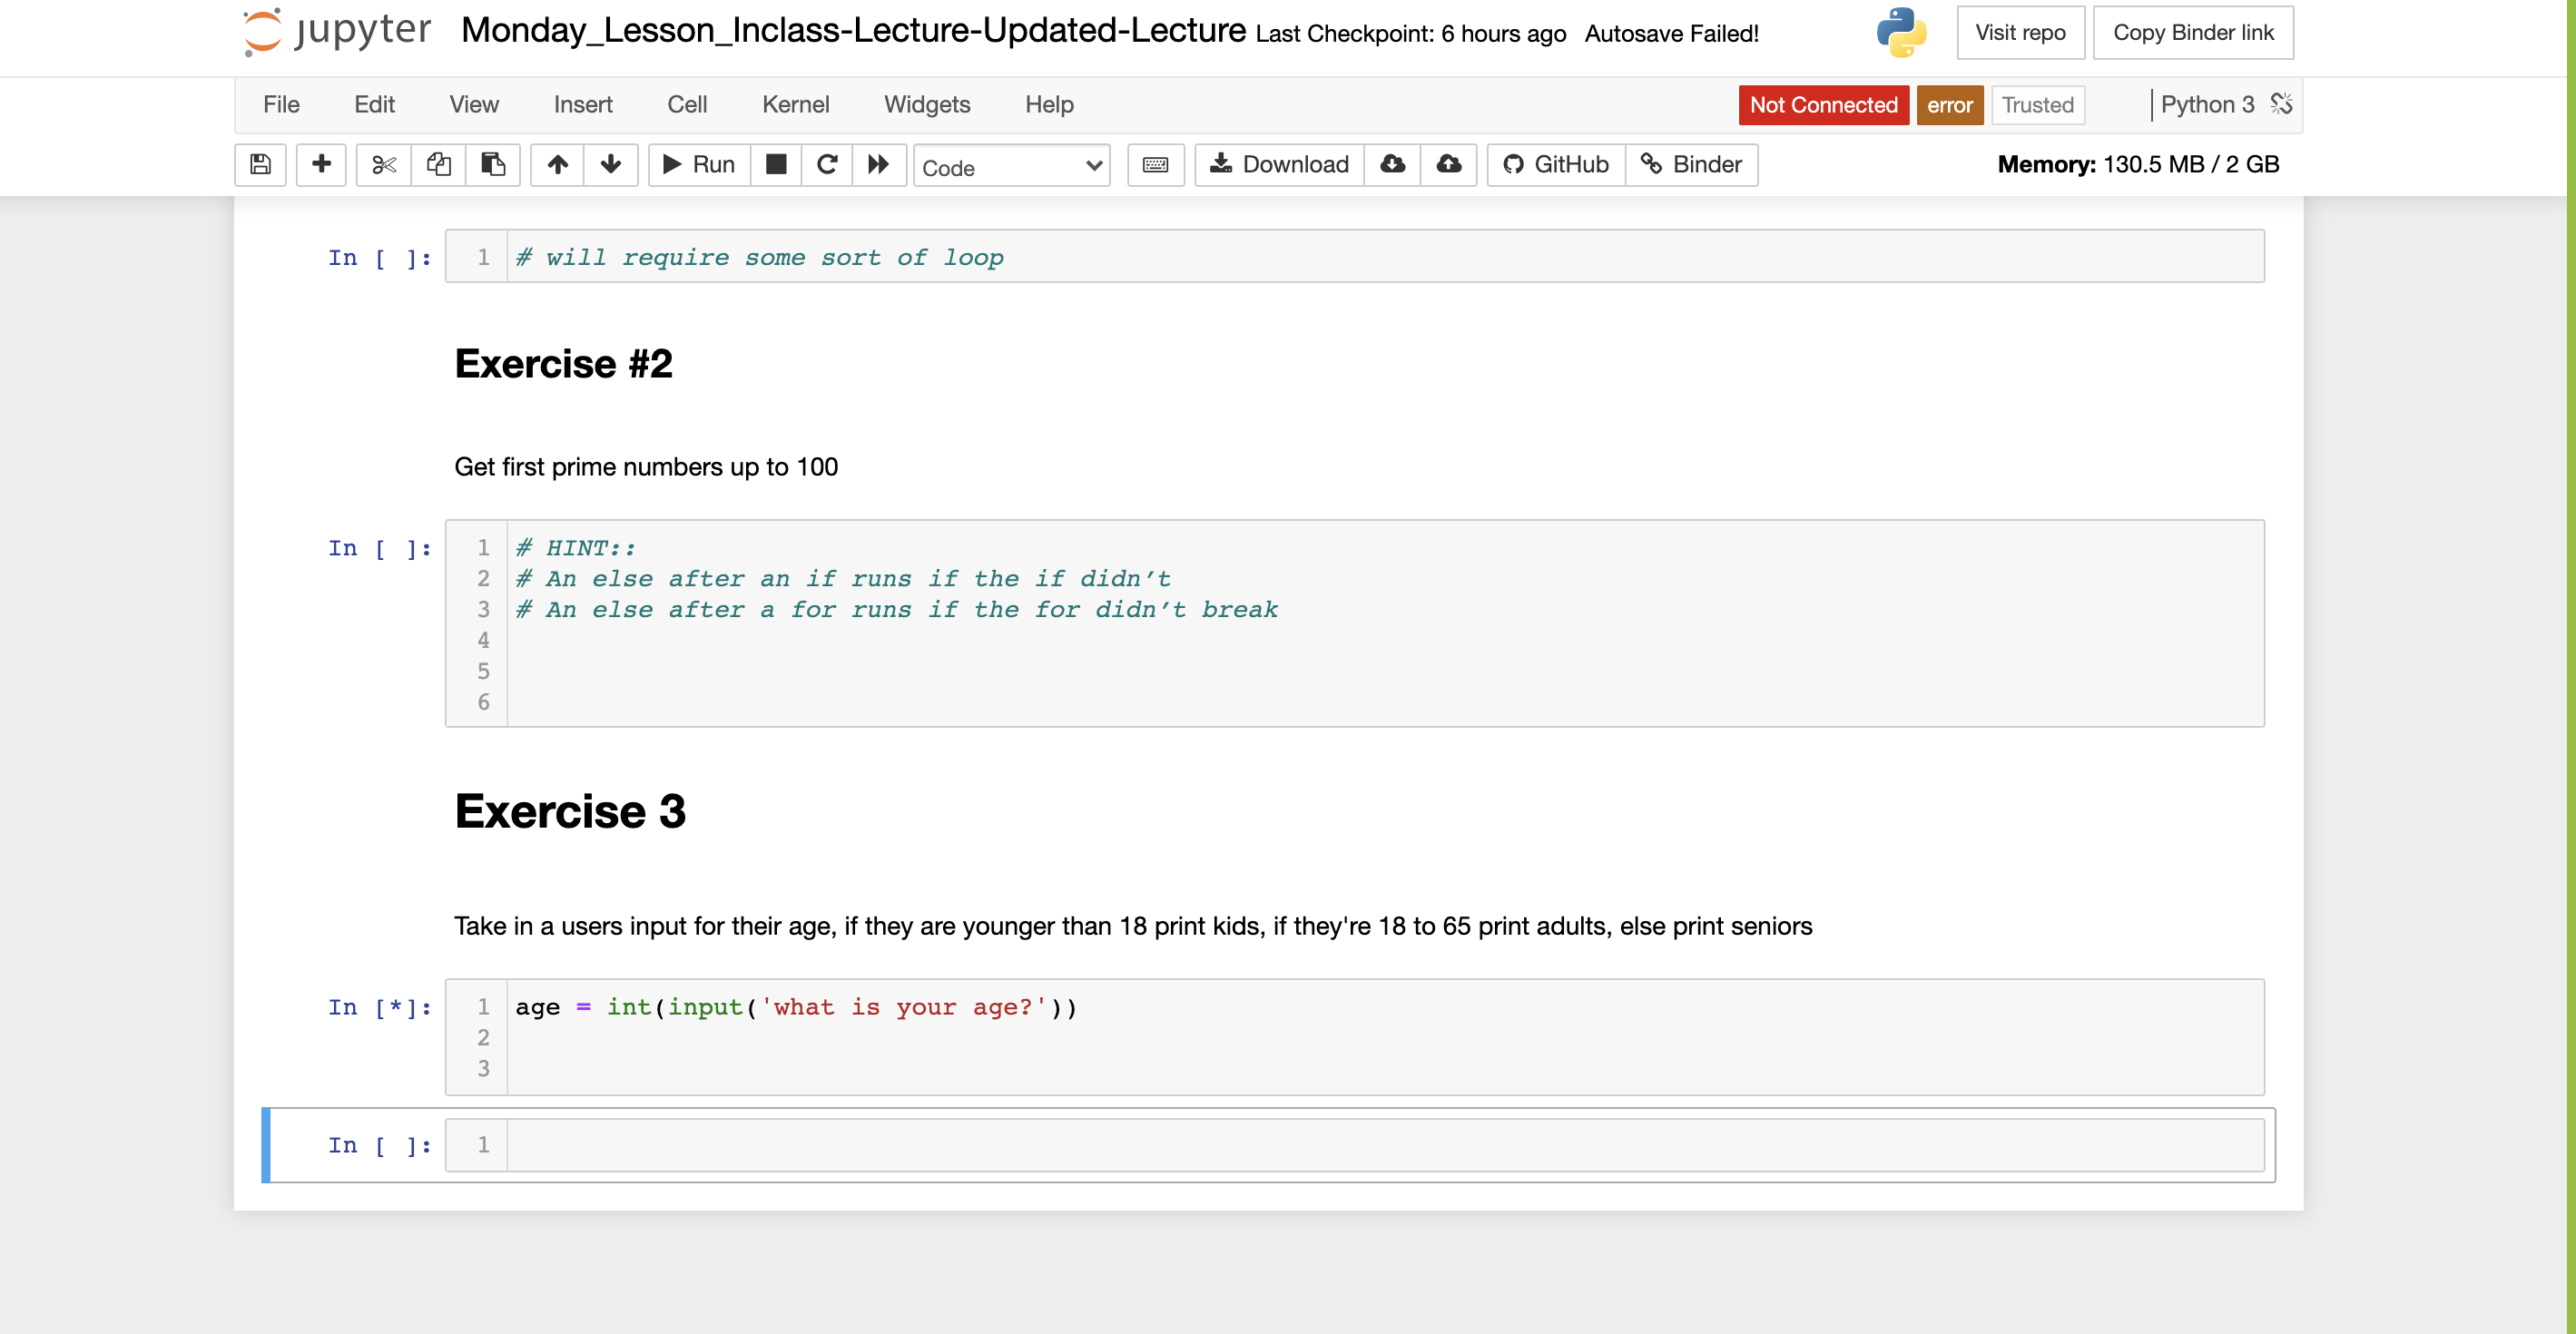 jupyter Monday_Lesson_Inclass-Lecture-Updated-Lecture Last Checkpoint: 6 hours ago Autosave Failed! Visit repo Copy Binder link
File Edit View Insert Cell Kernel Widgets Help Not Connected error Trusted Python 3
Run Code Download GitHub Binder Memory: 130.5 MB / 2 GB
In [ ]: 1 # will require some sort of loop
Exercise #2
Get first prime numbers up to 100
In [ ]: 1 # HINT::
2 # An else after an if runs if the if didn’t
3 # An else after a for runs if the for didn’t break
4
5
6
Exercise 3
Take in a users input for their age, if they are younger than 18 print kids, if they're 18 to 65 print adults, else print seniors
In [*]: 1 age = int(input('what is your age?'))
2
3
In [ ]: 1